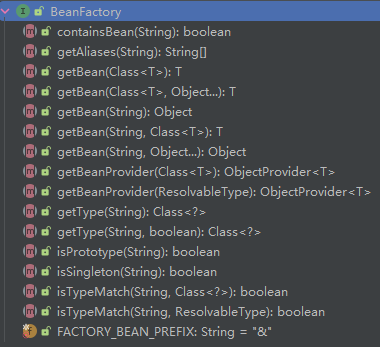 BeanFactory
containsBean(String): boolean
getAliases(String): String[]
getBean(Class<T>): T
getBean(Class<T>, Object...): T
getBean(String): Object
getBean(String, Class<T>): T
getBean(String, Object...): Object
getBeanProvider(Class<T>): ObjectProvider<T>
getBeanProvider(ResolvableType): ObjectProvider<T>
getType(String): Class<?>
getType(String, boolean): Class<?>
isPrototype(String): boolean
isSingleton(String): boolean
isTypeMatch(String, Class<?>): boolean
isTypeMatch(String, ResolvableType): boolean
FACTORY_BEAN_PREFIX: String = "&"